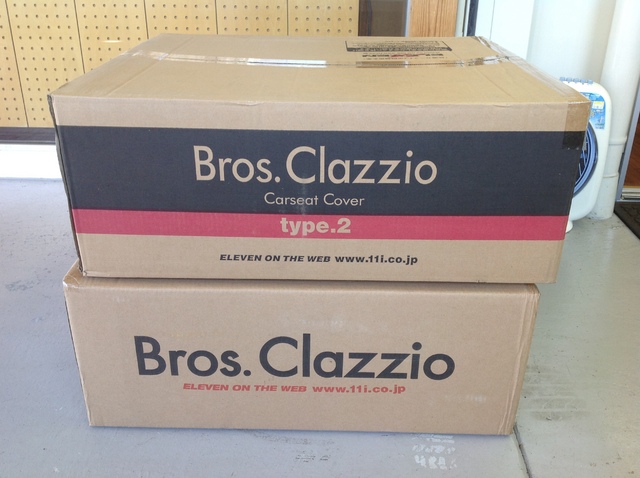 Bros. Clazzio
Carseat Cover
type.2
ELEVEN ON THE WEB www.11i.co.jp
Bros. Clazzio
ELEVEN ON THE WEB www.11i.co.jp